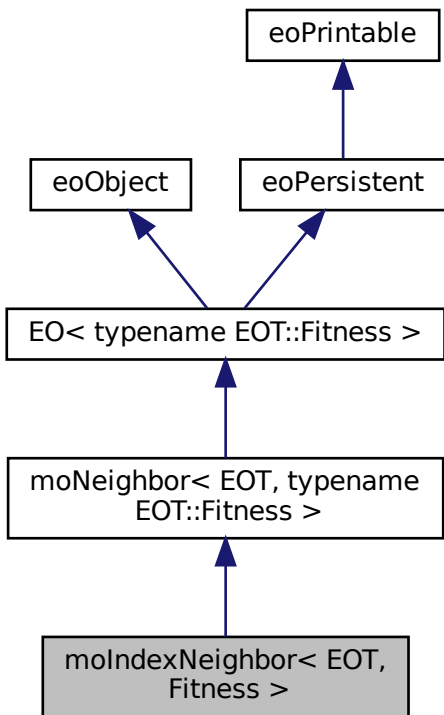 eoPrintable
eoObject
eoPersistent
EO< typename EOT::Fitness >
moNeighbor< EOT, typename
EOT::Fitness >
moIndexNeighbor< EOT,
Fitness >